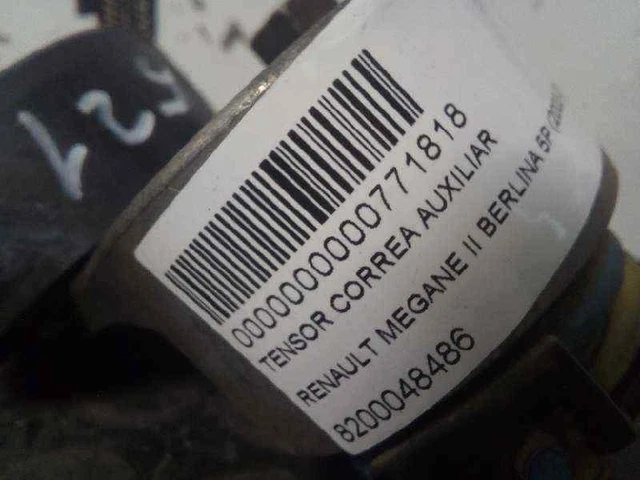 0000000000771818
TENSOR CORREA AUXILIAR
RENAULT MEGANE II BERLINA 5P
8200048486